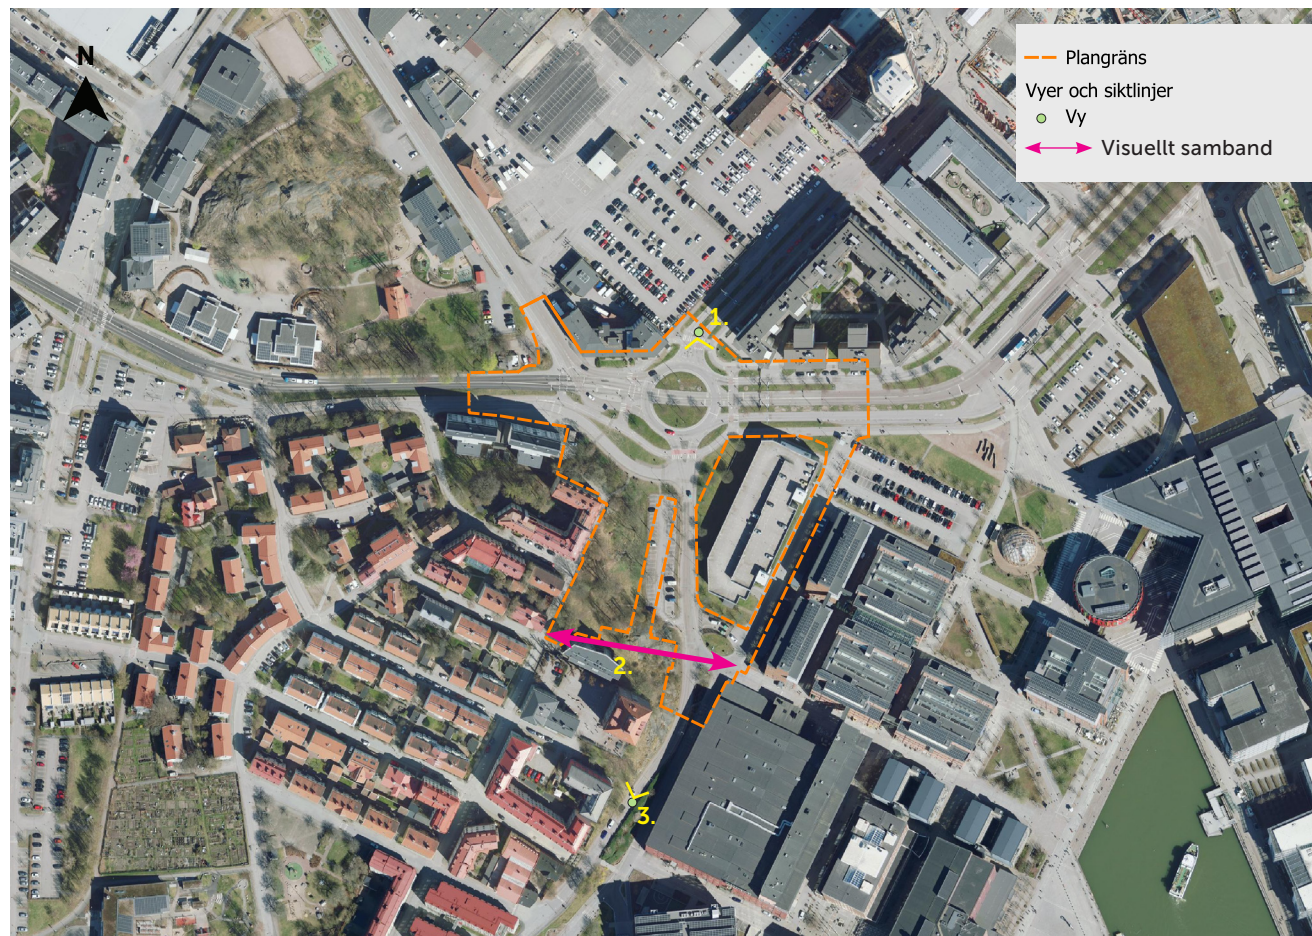 N
Plangräns
Vyer och siktlinjer
Vy
Visuellt samband
1.
2.
3.